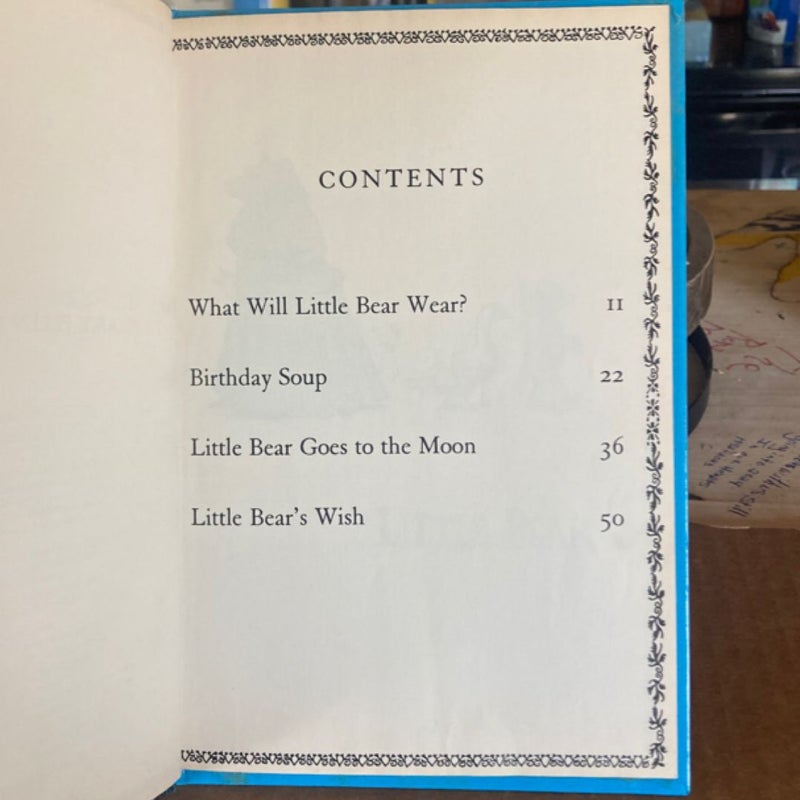 CONTENTS
What Will Little Bear Wear? 11
Birthday Soup 22
Little Bear Goes to the Moon 36
Little Bear's Wish 50